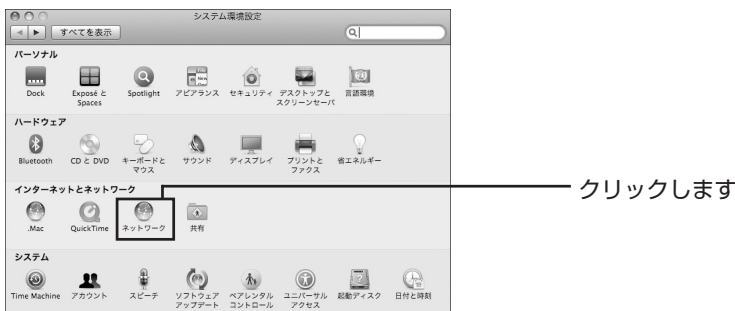 システム環境設定
すべてを表示
パーソナル
Dock
Exposé と
Spaces
Spotlight
アピアランス
セキュリティ
デスクトップと
スクリーンセーバ
言語環境
ハードウェア
Bluetooth
CD と DVD
キーボードと
マウス
サウンド
ディスプレイ
プリントと
ファクス
省エネルギー
インターネットとネットワーク
.Mac
QuickTime
ネットワーク
共有
クリックします
システム
Time Machine
アカウント
スピーチ
ソフトウェア
アップデート
ペアレンタル
コントロール
ユニバーサル
アクセス
起動ディスク
日付と時刻